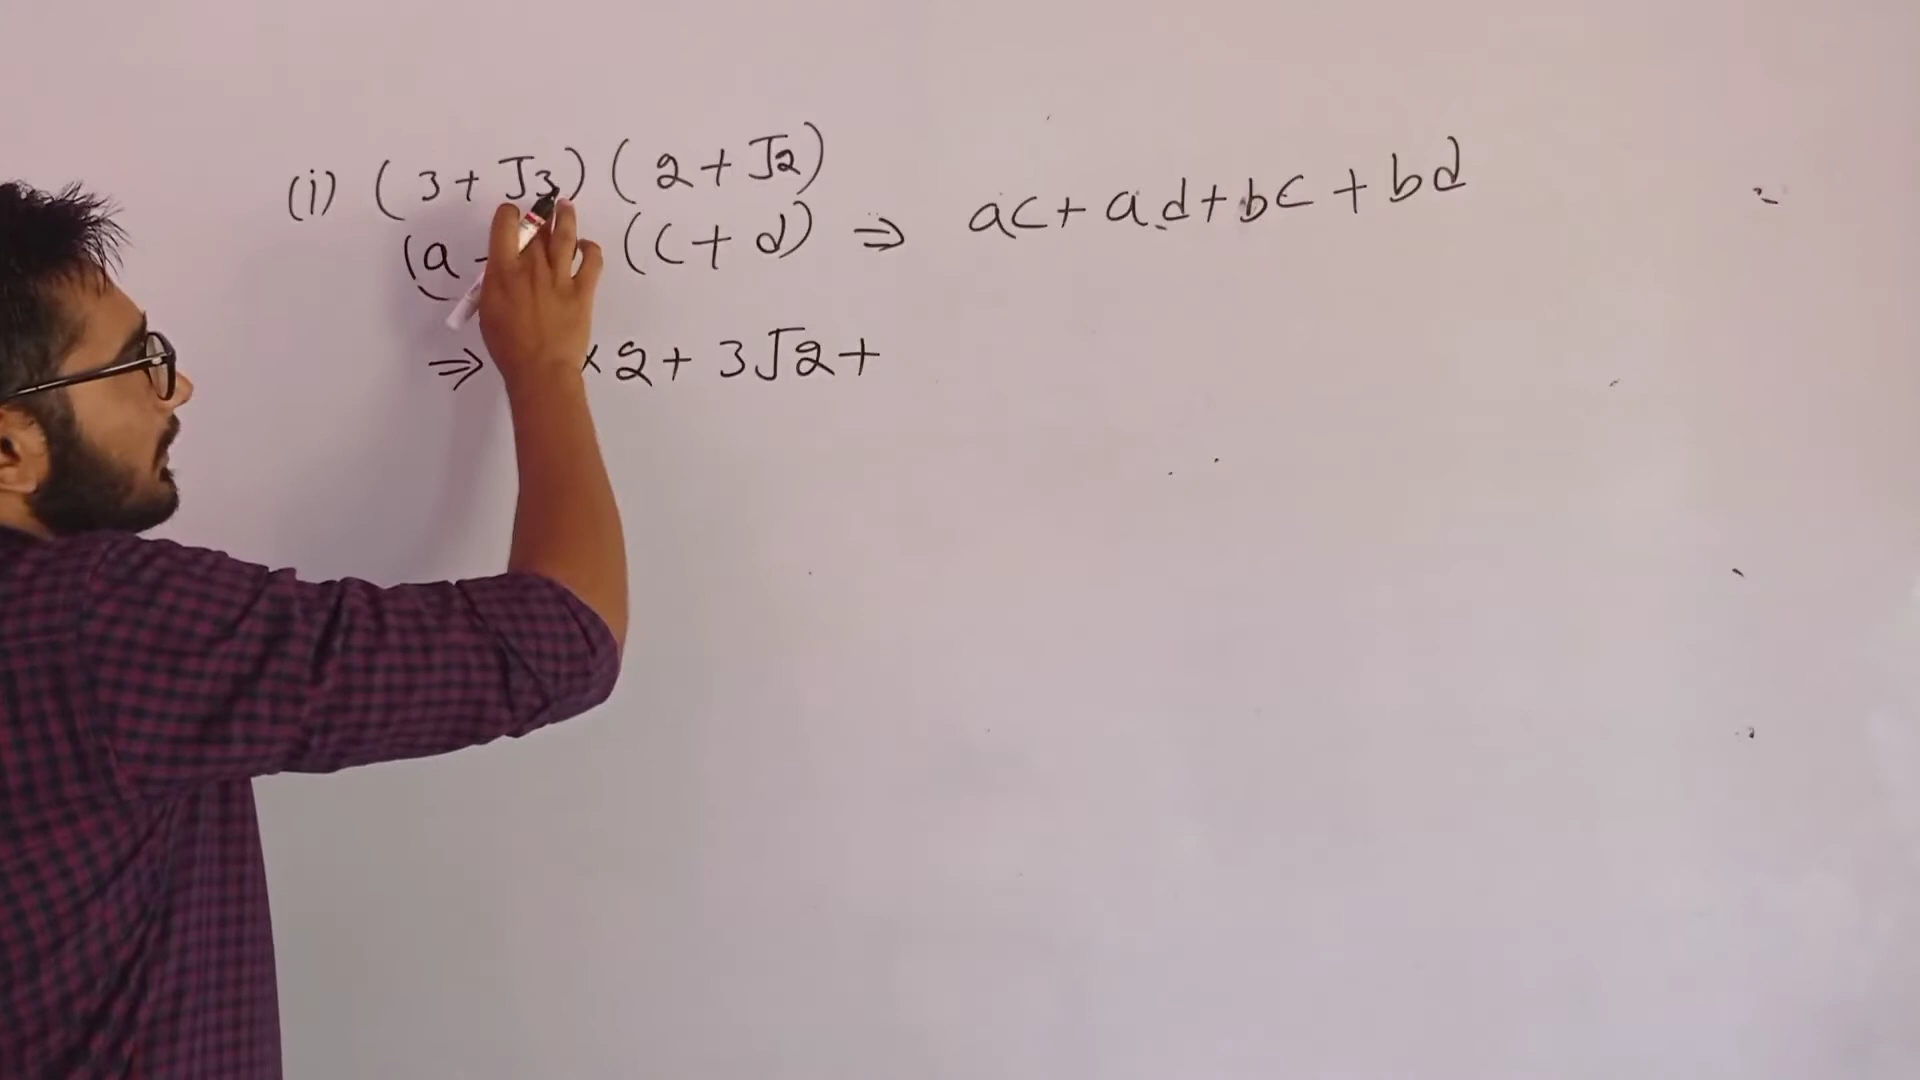 (i) (3+√3)(2+√2)
(a - (c+d) ⇒ ac+ad+bc+bd
⇒ ×2+3√2+